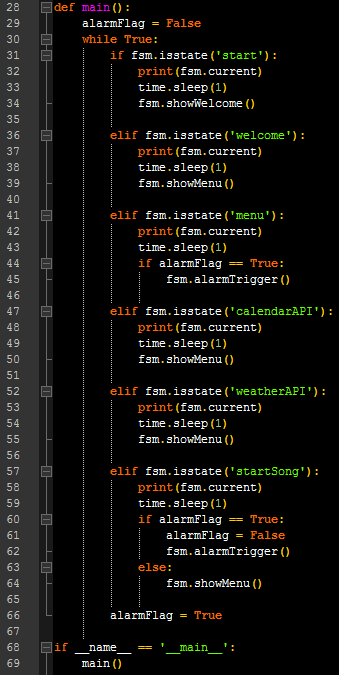 28 def main():
29     alarmFlag = False
30     while True:
31         if fsm.isstate('start'):
32             print(fsm.current)
33             time.sleep(1)
34             fsm.showWelcome()
35
36         elif fsm.isstate('welcome'):
37             print(fsm.current)
38             time.sleep(1)
39             fsm.showMenu()
40
41         elif fsm.isstate('menu'):
42             print(fsm.current)
43             time.sleep(1)
44             if alarmFlag == True:
45                 fsm.alarmTrigger()
46
47         elif fsm.isstate('calendarAPI'):
48             print(fsm.current)
49             time.sleep(1)
50             fsm.showMenu()
51
52         elif fsm.isstate('weatherAPI'):
53             print(fsm.current)
54             time.sleep(1)
55             fsm.showMenu()
56
57         elif fsm.isstate('startSong'):
58             print(fsm.current)
59             time.sleep(1)
60             if alarmFlag == True:
61                 alarmFlag = False
62                 fsm.alarmTrigger()
63             else:
64                 fsm.showMenu()
65
66         alarmFlag = True
67
68 if __name__ == '__main__':
69     main()